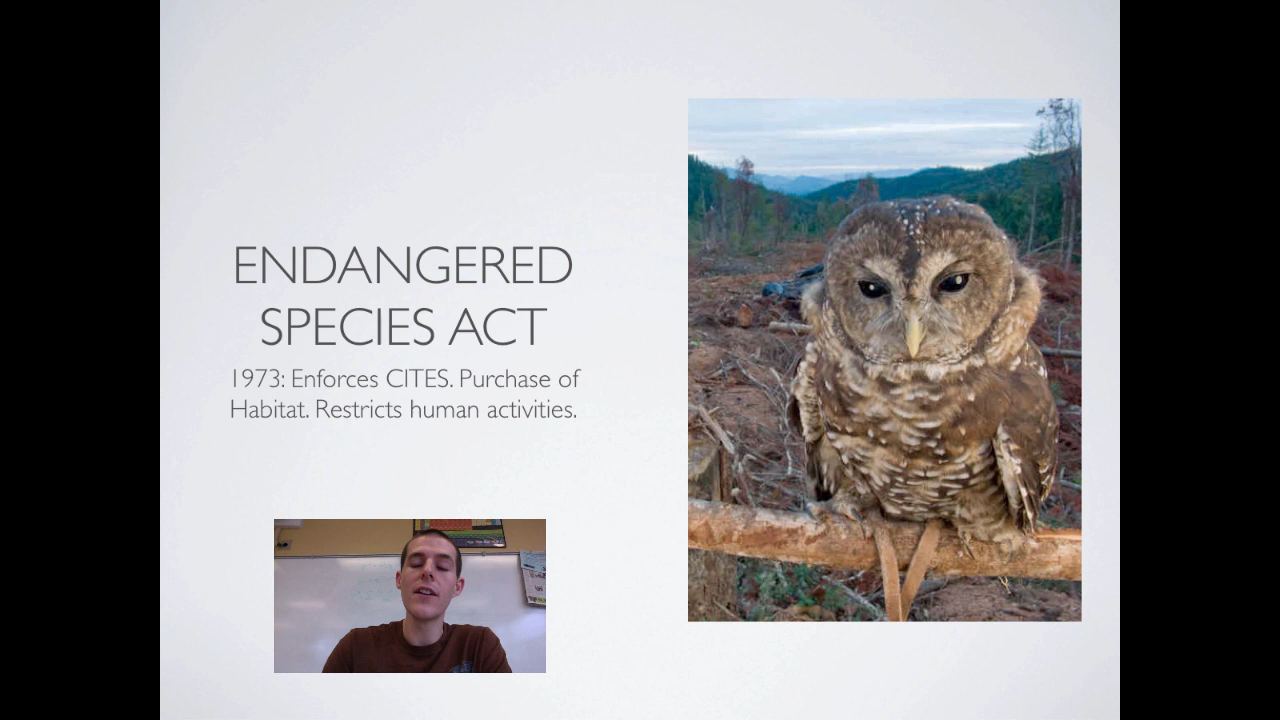 ENDANGERED
SPECIES ACT
1973: Enforces CITES. Purchase of
Habitat. Restricts human activities.